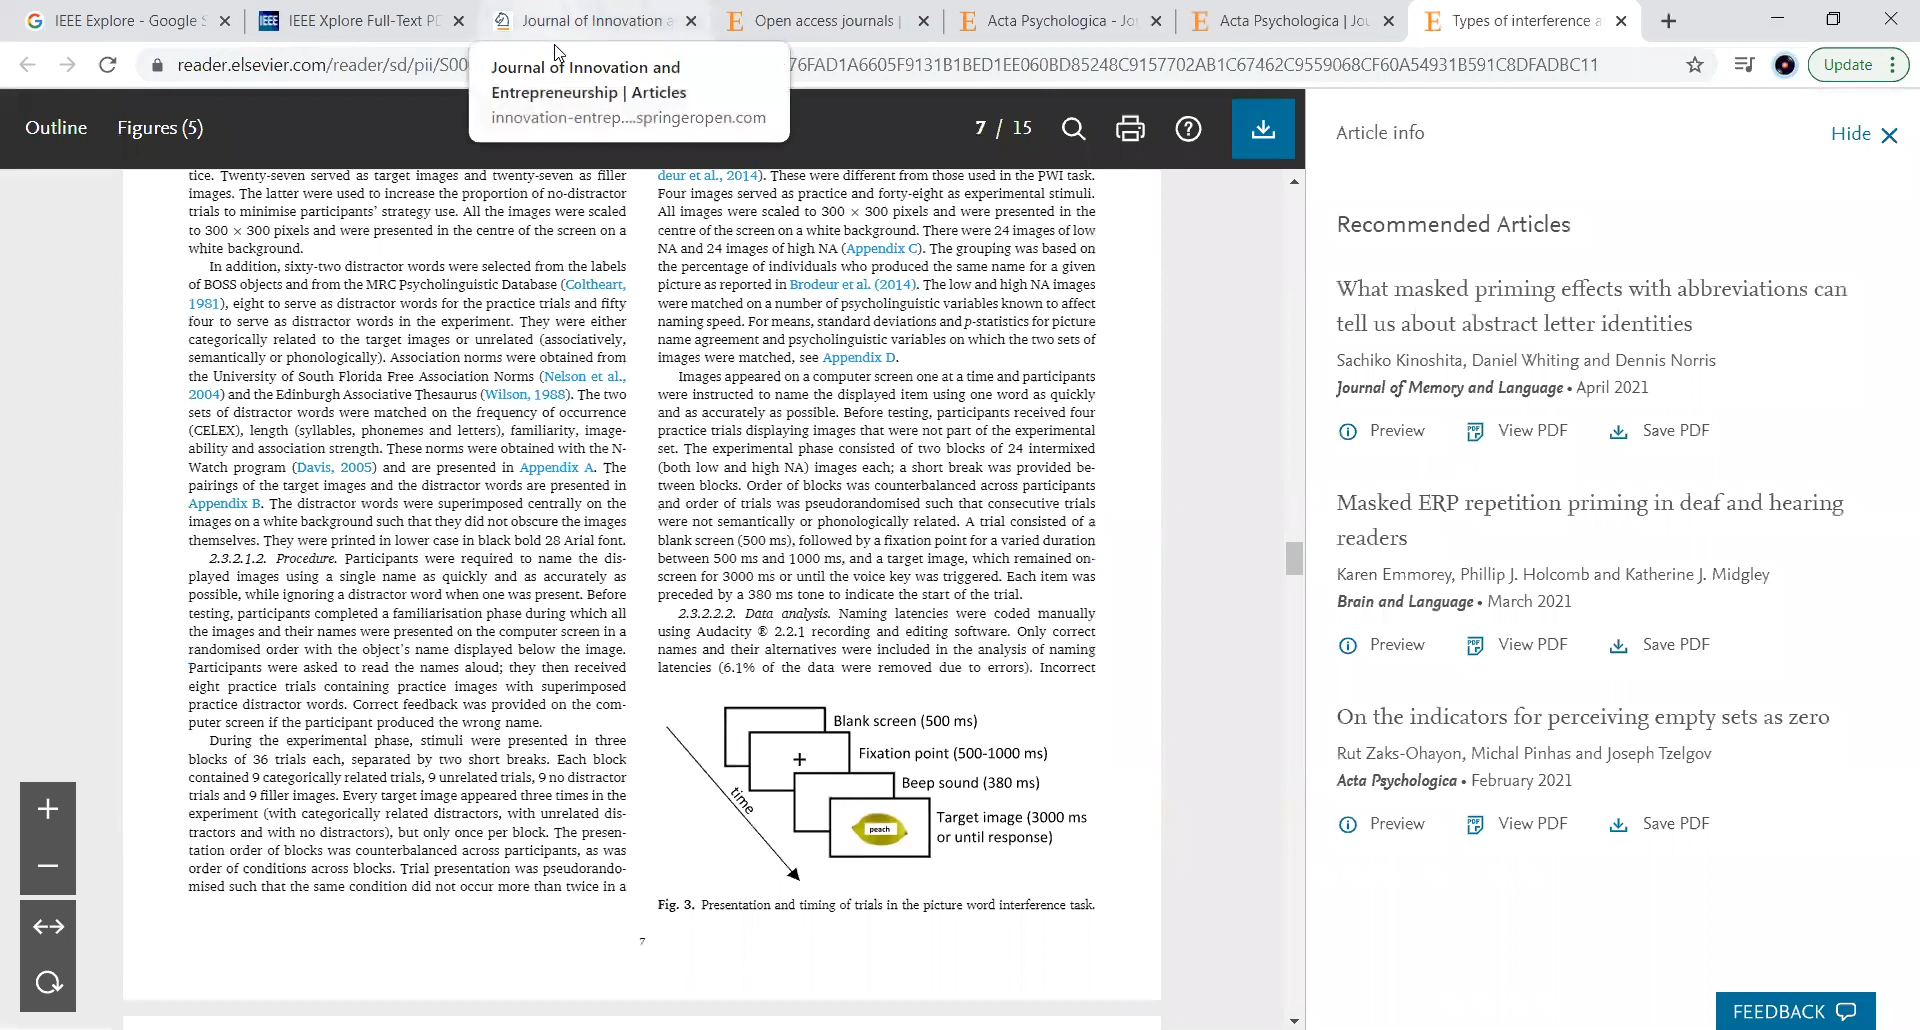 IEEE Explore - Google S
IEEE Xplore Full-Text PD
Journal of Innovation a
Open access journals |
Acta Psychologica - Jo
Acta Psychologica | Jou
Types of interference a
reader.elsevier.com/reader/sd/pii/S00
76FAD1A6605F9131B1BED1EE060BD85248C9157702AB1C67462C9559068CF60A54931B591C8DFADBC11
Update
Journal of Innovation and
Entrepreneurship | Articles
innovation-entrep....springeropen.com
Outline
Figures (5)
7 / 15
tice. Twenty-seven served as target images and twenty-seven as filler
images. The latter were used to increase the proportion of no-distractor
trials to minimise participants' strategy use. All the images were scaled
to 300 × 300 pixels and were presented in the centre of the screen on a
white background.
In addition, sixty-two distractor words were selected from the labels
of BOSS objects and from the MRC Psycholinguistic Database (Coltheart,
1981), eight to serve as distractor words for the practice trials and fifty
four to serve as distractor words in the experiment. They were either
categorically related to the target images or unrelated (associatively,
semantically or phonologically). Association norms were obtained from
the University of South Florida Free Association Norms (Nelson et al.,
2004) and the Edinburgh Associative Thesaurus (Wilson, 1988). The two
sets of distractor words were matched on the frequency of occurrence
(CELEX), length (syllables, phonemes and letters), familiarity, image-
ability and association strength. These norms were obtained with the N-
Watch program (Davis, 2005) and are presented in Appendix A. The
pairings of the target images and the distractor words are presented in
Appendix B. The distractor words were superimposed centrally on the
images on a white background such that they did not obscure the images
themselves. They were printed in lower case in black bold 28 Arial font.
2.3.2.1.2. Procedure. Participants were required to name the dis-
played images using a single name as quickly and as accurately as
possible, while ignoring a distractor word when one was present. Before
testing, participants completed a familiarisation phase during which all
the images and their names were presented on the computer screen in a
randomised order with the object's name displayed below the image.
Participants were asked to read the names aloud; they then received
eight practice trials containing practice images with superimposed
practice distractor words. Correct feedback was provided on the com-
puter screen if the participant produced the wrong name.
During the experimental phase, stimuli were presented in three
blocks of 36 trials each, separated by two short breaks. Each block
contained 9 categorically related trials, 9 unrelated trials, 9 no distractor
trials and 9 filler images. Every target image appeared three times in the
experiment (with categorically related distractors, with unrelated dis-
tractors and with no distractors), but only once per block. The presen-
tation order of blocks was counterbalanced across participants, as was
order of conditions across blocks. Trial presentation was pseudorando-
mised such that the same condition did not occur more than twice in a
deur et al., 2014). These were different from those used in the PWI task.
Four images served as practice and forty-eight as experimental stimuli.
All images were scaled to 300 × 300 pixels and were presented in the
centre of the screen on a white background. There were 24 images of low
NA and 24 images of high NA (Appendix C). The grouping was based on
the percentage of individuals who produced the same name for a given
picture as reported in Brodeur et al. (2014). The low and high NA images
were matched on a number of psycholinguistic variables known to affect
naming speed. For means, standard deviations and p-statistics for picture
name agreement and psycholinguistic variables on which the two sets of
images were matched, see Appendix D.
Images appeared on a computer screen one at a time and participants
were instructed to name the displayed item using one word as quickly
and as accurately as possible. Before testing, participants received four
practice trials displaying images that were not part of the experimental
set. The experimental phase consisted of two blocks of 24 intermixed
(both low and high NA) images each; a short break was provided be-
tween blocks. Order of blocks was counterbalanced across participants
and order of trials was pseudorandomised such that consecutive trials
were not semantically or phonologically related. A trial consisted of a
blank screen (500 ms), followed by a fixation point for a varied duration
between 500 ms and 1000 ms, and a target image, which remained on-
screen for 3000 ms or until the voice key was triggered. Each item was
preceded by a 380 ms tone to indicate the start of the trial.
2.3.2.2.2. Data analysis. Naming latencies were coded manually
using Audacity ® 2.2.1 recording and editing software. Only correct
names and their alternatives were included in the analysis of naming
latencies (6.1% of the data were removed due to errors). Incorrect
Blank screen (500 ms)
Fixation point (500-1000 ms)
Beep sound (380 ms)
Target image (3000 ms
or until response)
time
peach
Fig. 3. Presentation and timing of trials in the picture word interference task.
7
Article info
Hide
Recommended Articles
What masked priming effects with abbreviations can
tell us about abstract letter identities
Sachiko Kinoshita, Daniel Whiting and Dennis Norris
Journal of Memory and Language • April 2021
Preview View PDF Save PDF
Masked ERP repetition priming in deaf and hearing
readers
Karen Emmorey, Phillip J. Holcomb and Katherine J. Midgley
Brain and Language • March 2021
Preview View PDF Save PDF
On the indicators for perceiving empty sets as zero
Rut Zaks-Ohayon, Michal Pinhas and Joseph Tzelgov
Acta Psychologica • February 2021
Preview View PDF Save PDF
FEEDBACK